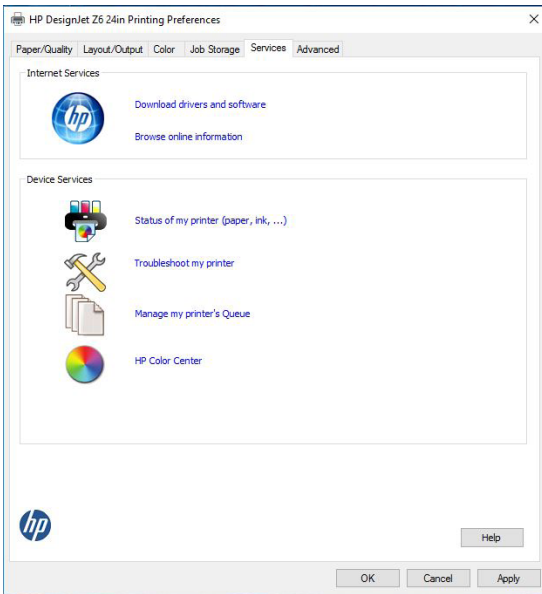 HP DesignJet Z6 24in Printing Preferences
Paper/Quality Layout/Output Color Job Storage Services Advanced
Internet Services
hp
Download drivers and software
Browse online information
Device Services
Status of my printer (paper, ink, ...)
Troubleshoot my printer
Manage my printer's Queue
HP Color Center
hp
Help
OK Cancel Apply